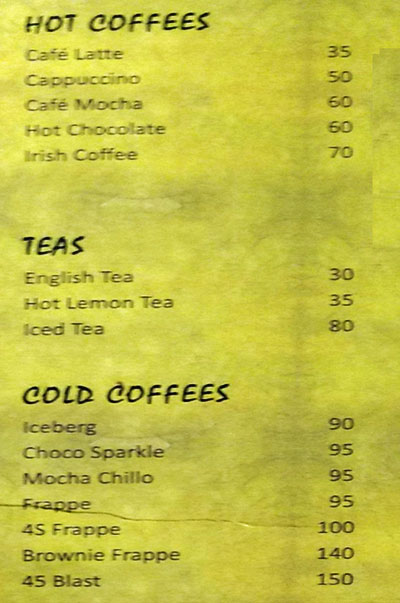 HOT COFFEES
Café Latte 35
Cappuccino 50
Café Mocha 60
Hot Chocolate 60
Irish Coffee 70
TEAS
English Tea 30
Hot Lemon Tea 35
Iced Tea 80
COLD COFFEES
Iceberg 90
Choco Sparkle 95
Mocha Chillo 95
Frappe 95
4S Frappe 100
Brownie Frappe 140
4S Blast 150